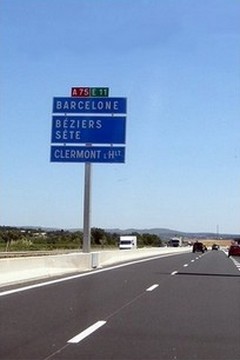 A 75 E 11
BARCELONE
BÉZIERS
SÈTE
CLERMONT L'HLT.